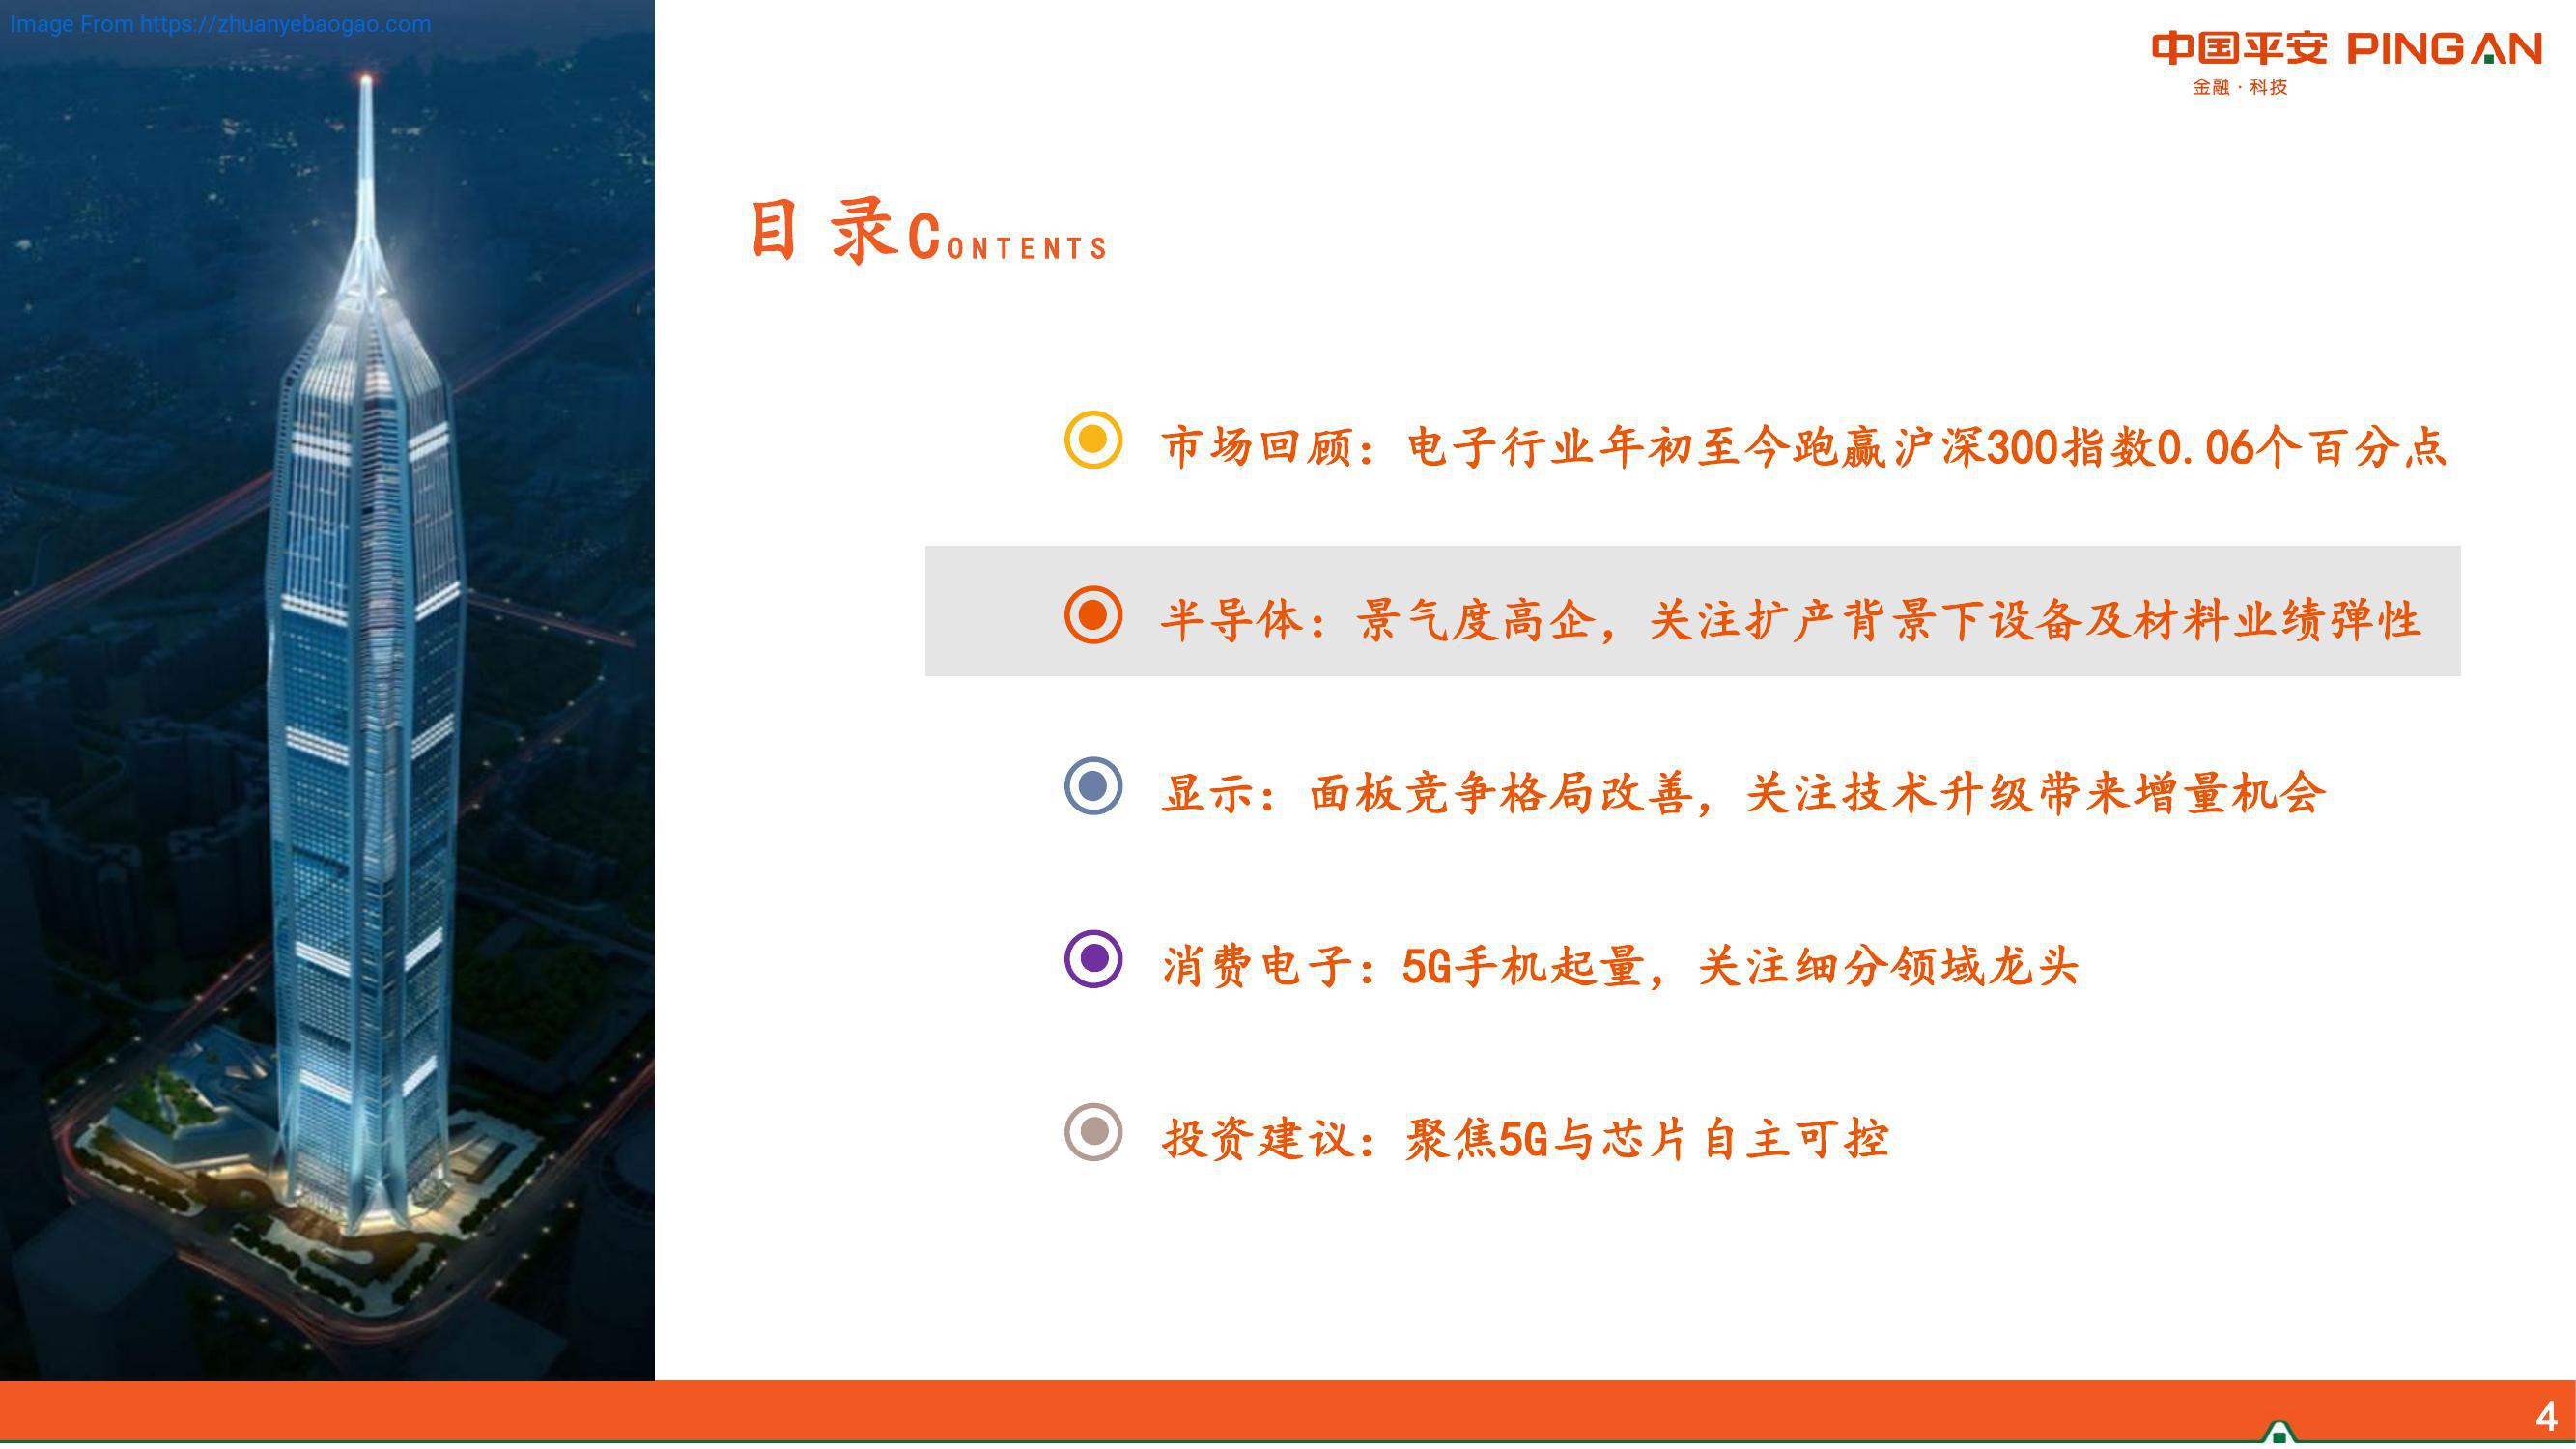 Image From https://zhuanyebaogao.com
中国平安 PINGAN
金融·科技
目录CONTENTS
市场回顾：电子行业年初至今跑赢沪深300指数0.06个百分点
半导体：景气度高企，关注扩产背景下设备及材料业绩弹性
显示：面板竞争格局改善，关注技术升级带来增量机会
消费电子：5G手机起量，关注细分领域龙头
投资建议：聚焦5G与芯片自主可控
4